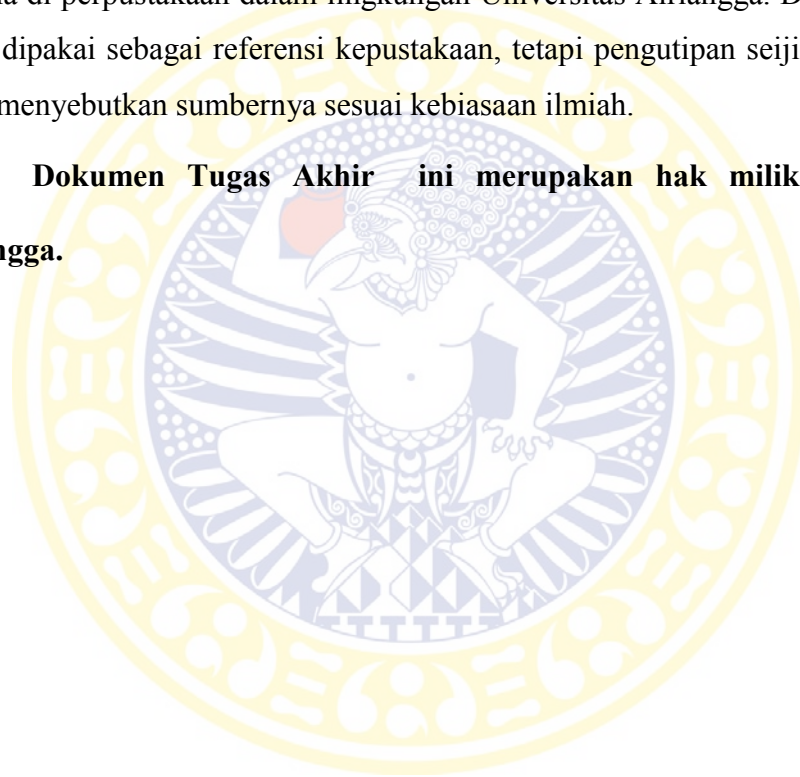 di perpustakaan dalam lingkungan Universitas Airlangga.
dipakai sebagai referensi kepustakaan, tetapi pengutipan seiji
menyebutkan sumbernya sesuai kebiasaan ilmiah.
Dokumen Tugas Akhir ini merupakan hak milik
ngga.